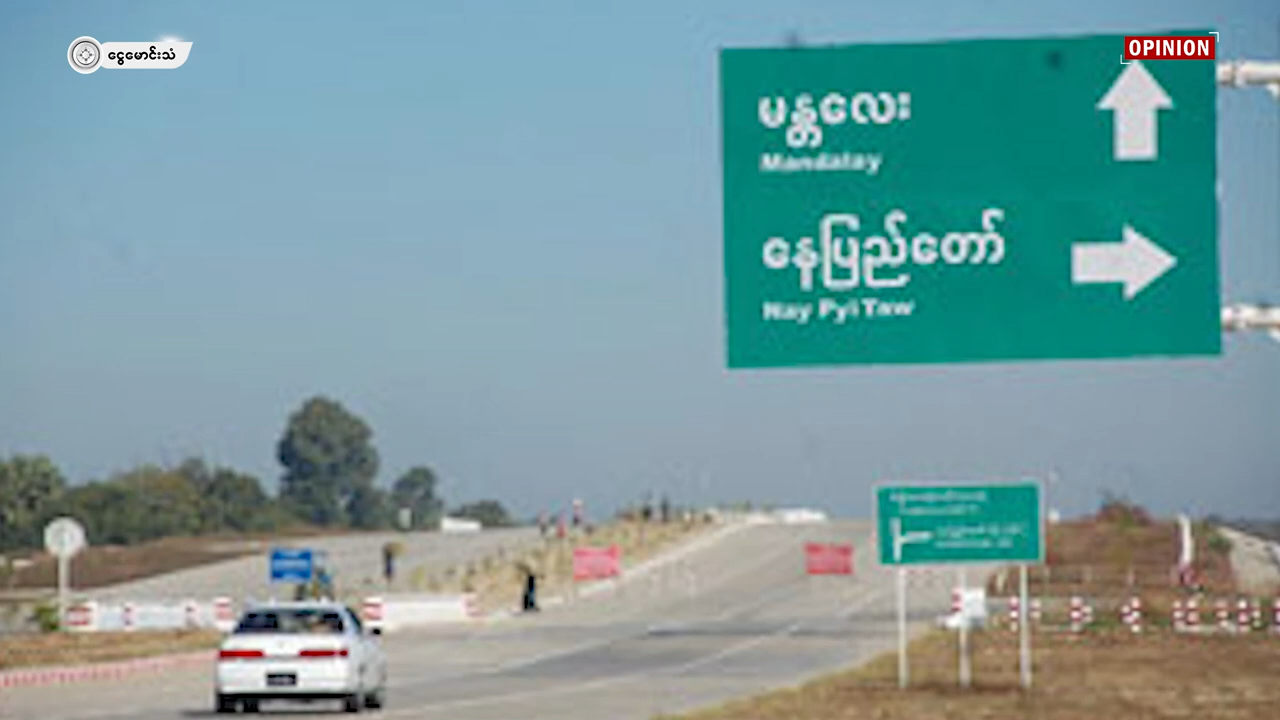 ငွေမောင်းသံ
OPINION
မန္တလေး
Mandalay
နေပြည်တော်
Nay Pyi Taw